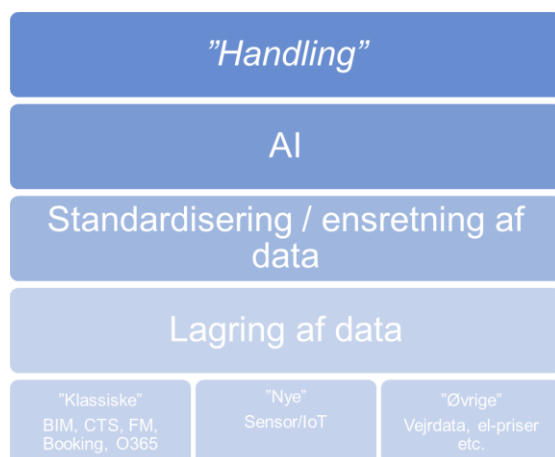 ”Handling”
AI
Standardisering / ensretning af
data
Lagring af data
”Klassiske”
BIM, CTS, FM,
Booking, O365
”Nye”
Sensor/IoT
”Øvrige”
Vejrdata, el-priser
etc.